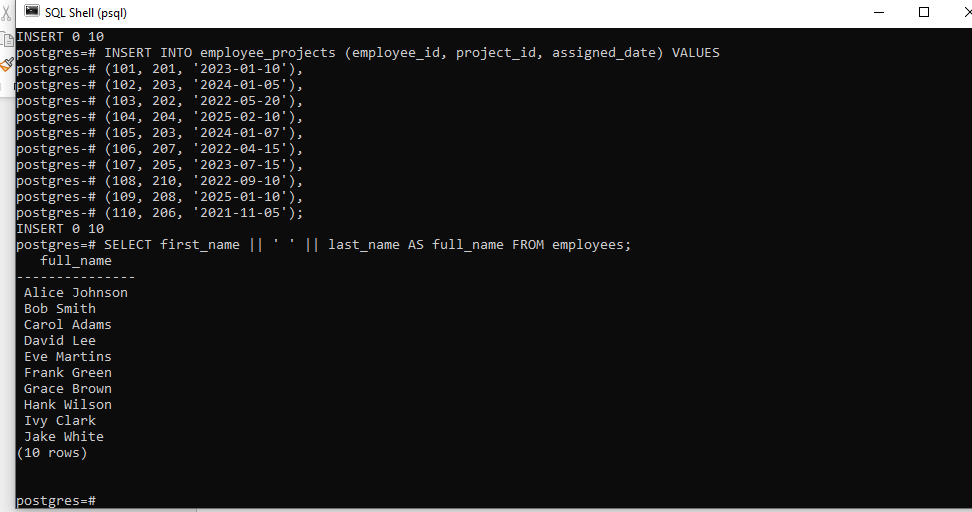 SQL Shell (psql)
INSERT 0 10
postgres=# INSERT INTO employee_projects (employee_id, project_id, assigned_date) VALUES
postgres-# (101, 201, '2023-01-10'),
postgres-# (102, 203, '2024-01-05'),
postgres-# (103, 202, '2022-05-20'),
postgres-# (104, 204, '2025-02-10'),
postgres-# (105, 203, '2024-01-07'),
postgres-# (106, 207, '2022-04-15'),
postgres-# (107, 205, '2023-07-15'),
postgres-# (108, 210, '2022-09-10'),
postgres-# (109, 208, '2025-01-10'),
postgres-# (110, 206, '2021-11-05');
INSERT 0 10
postgres=# SELECT first_name || ' ' || last_name AS full_name FROM employees;
   full_name
---------------
 Alice Johnson
 Bob Smith
 Carol Adams
 David Lee
 Eve Martins
 Frank Green
 Grace Brown
 Hank Wilson
 Ivy Clark
 Jake White
(10 rows)
postgres=#